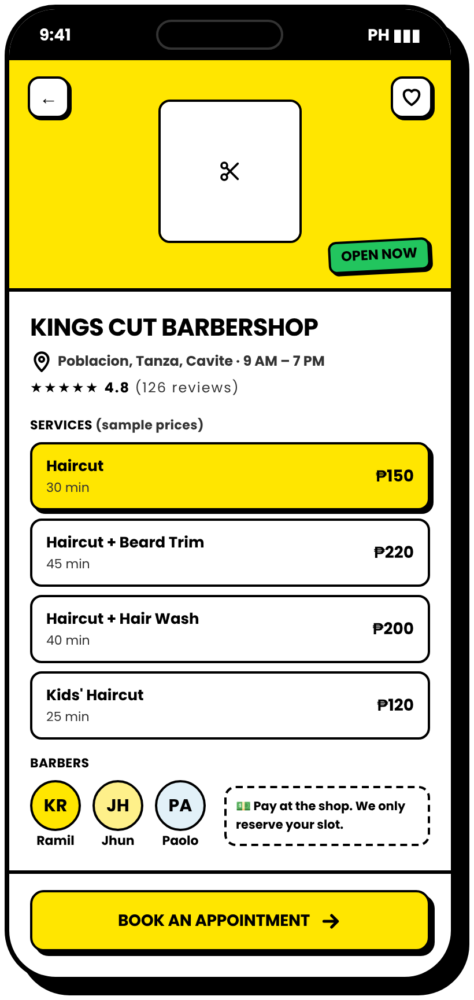 9:41
PH
←
OPEN NOW
KINGS CUT BARBERSHOP
Poblacion, Tanza, Cavite · 9 AM – 7 PM
★★★★★ 4.8 (126 reviews)
SERVICES (sample prices)
Haircut
30 min
₱150
Haircut + Beard Trim
45 min
₱220
Haircut + Hair Wash
40 min
₱200
Kids' Haircut
25 min
₱120
BARBERS
KR
Ramil
JH
Jhun
PA
Paolo
💵 Pay at the shop. We only
reserve your slot.
BOOK AN APPOINTMENT →